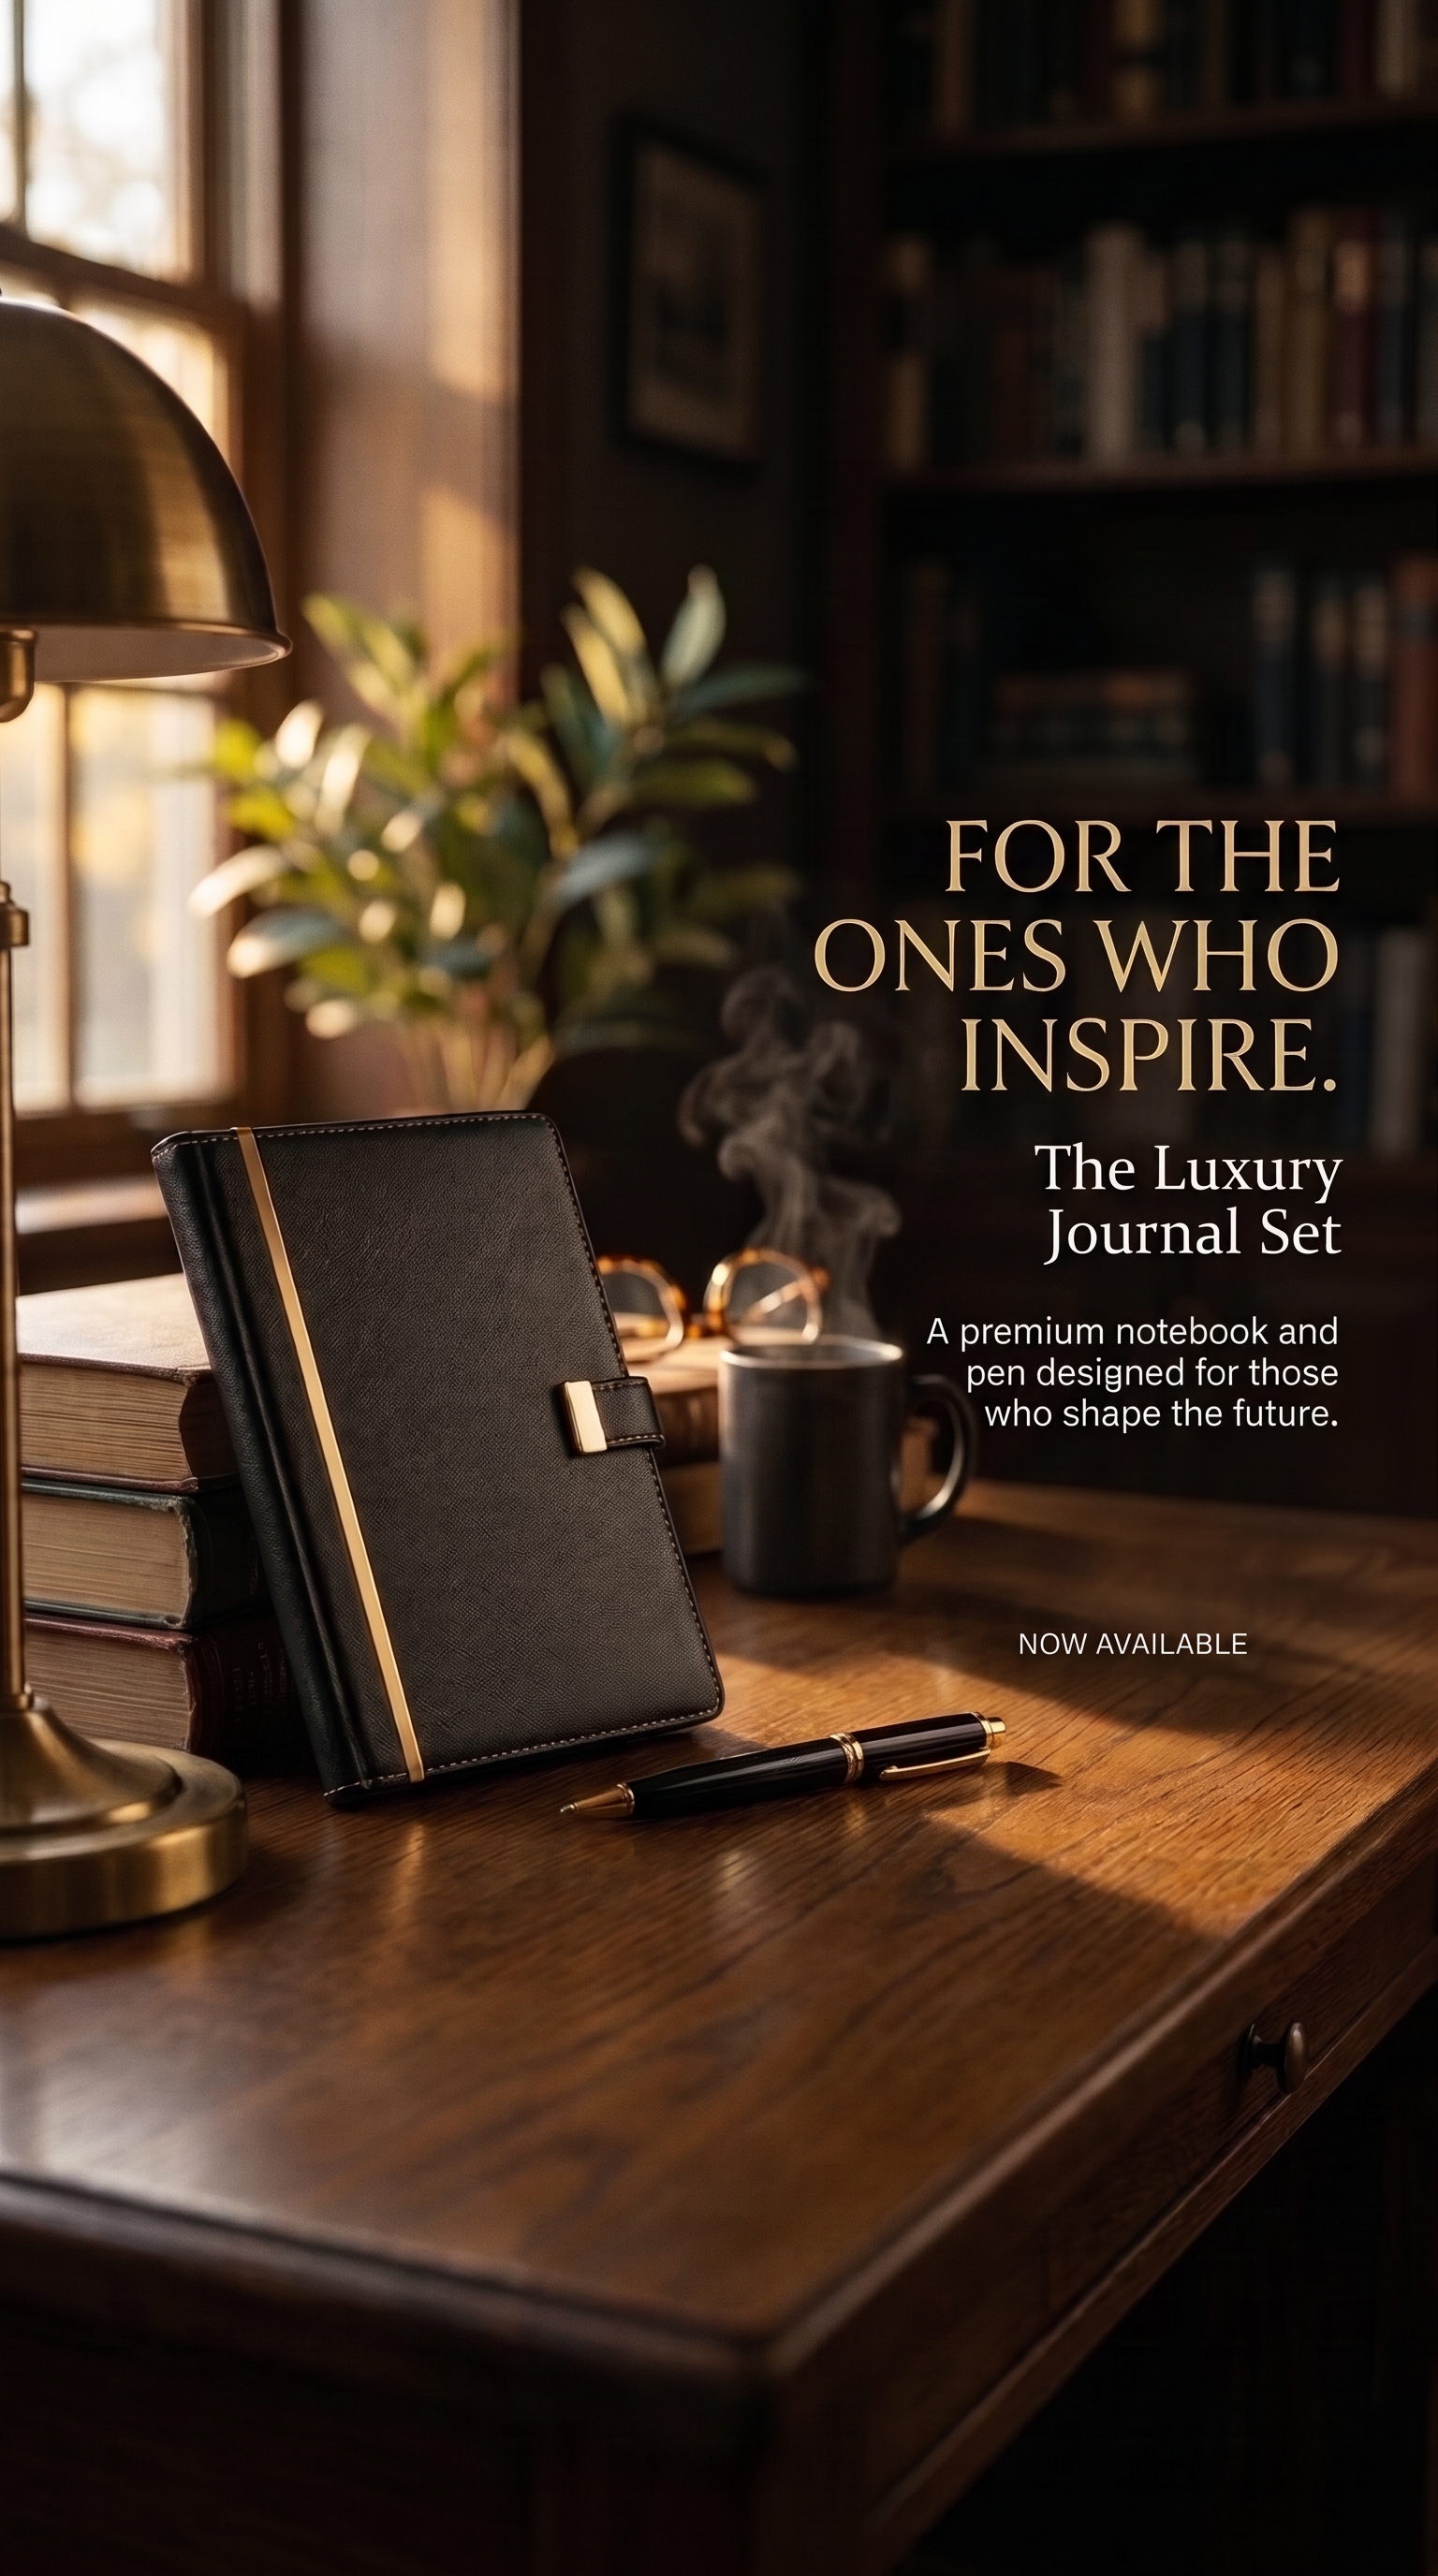 FOR THE
ONES WHO
INSPIRE.
The Luxury
Journal Set
A premium notebook and
pen designed for those
who shape the future.
NOW AVAILABLE